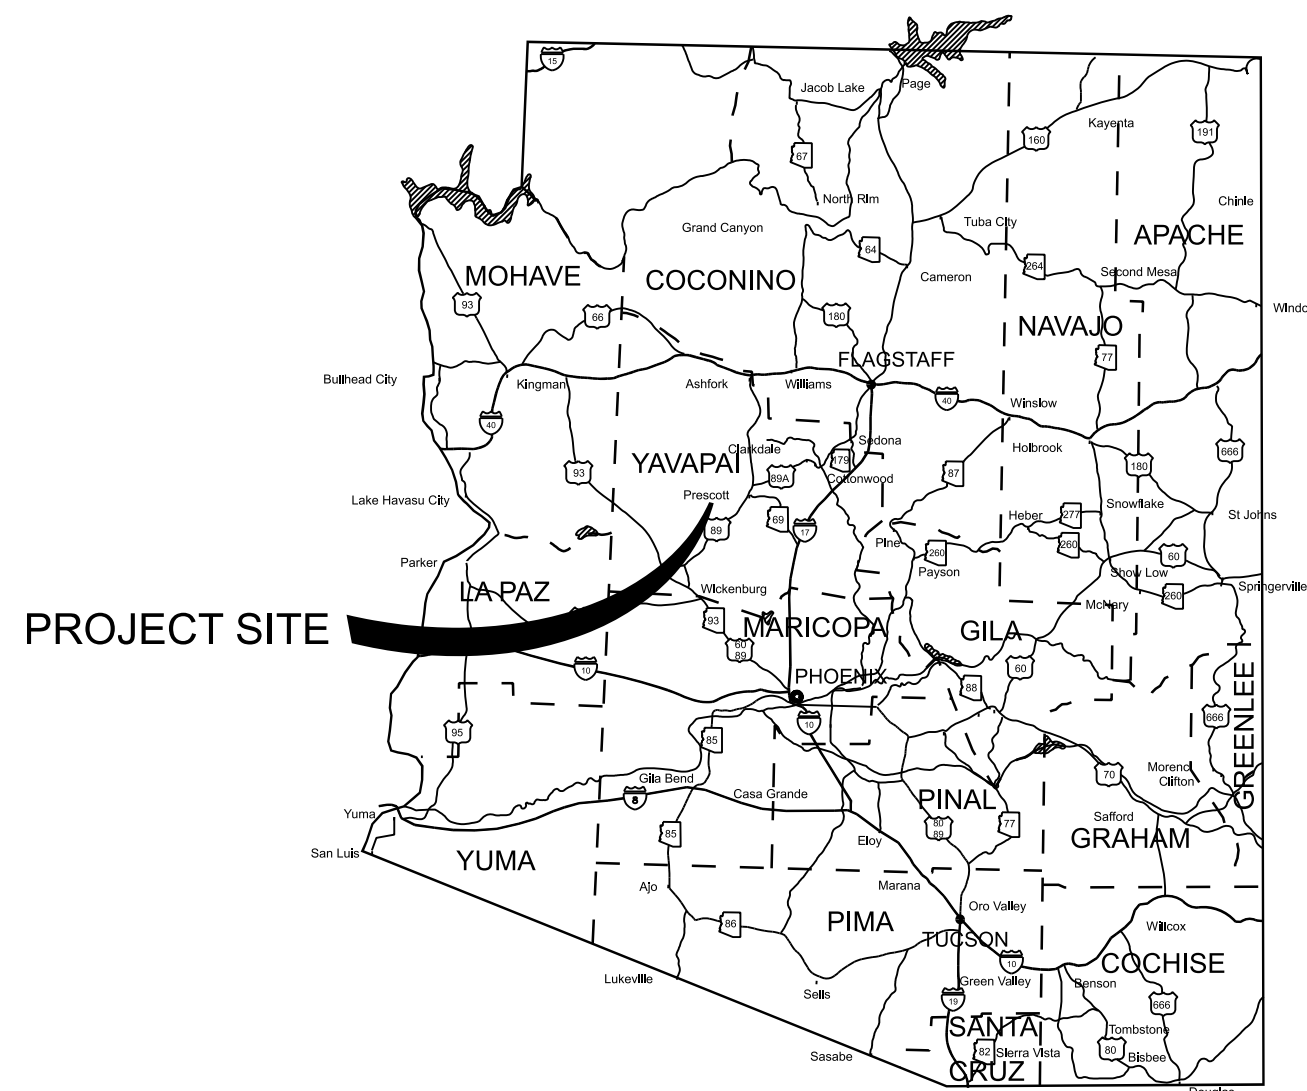 15
Jacob Lake
Page
Kayenta
160
191
67
North Rim
Chinle
Grand Canyon
Tuba City
APACHE
64
264
Second Mesa
MOHAVE
COCONINO
Cameron
93
66
180
NAVAJO
77
FLAGSTAFF
Bullhead City
Kingman
Ashfork
Williams
40
40
Winslow
Holbrook
Clarkdale
Sedona
YAVAPAI
179
666
93
89A
Cottonwood
87
180
Prescott
Lake Havasu City
Snowflake
89
69
17
Heber
277
St Johns
Pine
260
260
60
Parker
Payson
Show Low
Springerville
LA PAZ
Wickenburg
260
McNary
PROJECT SITE
93
MARICOPA
GILA
60
89
10
60
PHOENIX
88
GREENLEE
666
95
85
10
Gila Bend
Casa Grande
8
70
Morenci
Clifton
PINAL
Yuma
80
89
77
Safford
85
Eloy
GRAHAM
San Luis
YUMA
Ajo
Marana
86
PIMA
Oro Valley
Willcox
TUCSON
10
COCHISE
Lukeville
Sells
Green Valley
Benson
19
666
SANTA
CRUZ
Tombstone
Sasabe
82
Sierra Vista
80
Bisbee